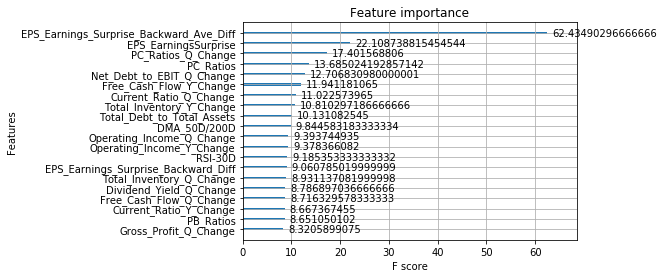 Feature importance
EPS_Earnings_Surprise_Backward_Ave_Diff 62.43490296666666
EPS_EarningsSurprise 22.108738815454544
PC_Ratios_Q_Change 17.401568806
PC_Ratios 13.685024192857142
Net_Debt_to_EBIT_Q_Change 12.706830980000001
Free_Cash_Flow_Y_Change 11.941181065
Current_Ratio_Q_Change 11.022573965
Total_Inventory_Y_Change 10.810297186666666
Total_Debt_to_Total_Assets 10.131082545
DMA_50D/200D 9.844583183333334
Operating_Income_Q_Change 9.393744935
Operating_Income_Y_Change 9.378366082
RSI-30D 9.185353333333332
EPS_Earnings_Surprise_Backward_Diff 9.060785019999999
Total_Inventory_Q_Change 8.931137081999998
Dividend_Yield_Q_Change 8.786897036666666
Free_Cash_Flow_Q_Change 8.716329578333333
Current_Ratio_Y_Change 8.667367455
PB_Ratios 8.651050102
Gross_Profit_Q_Change 8.3205899075
Features
0 10 20 30 40 50 60
F score